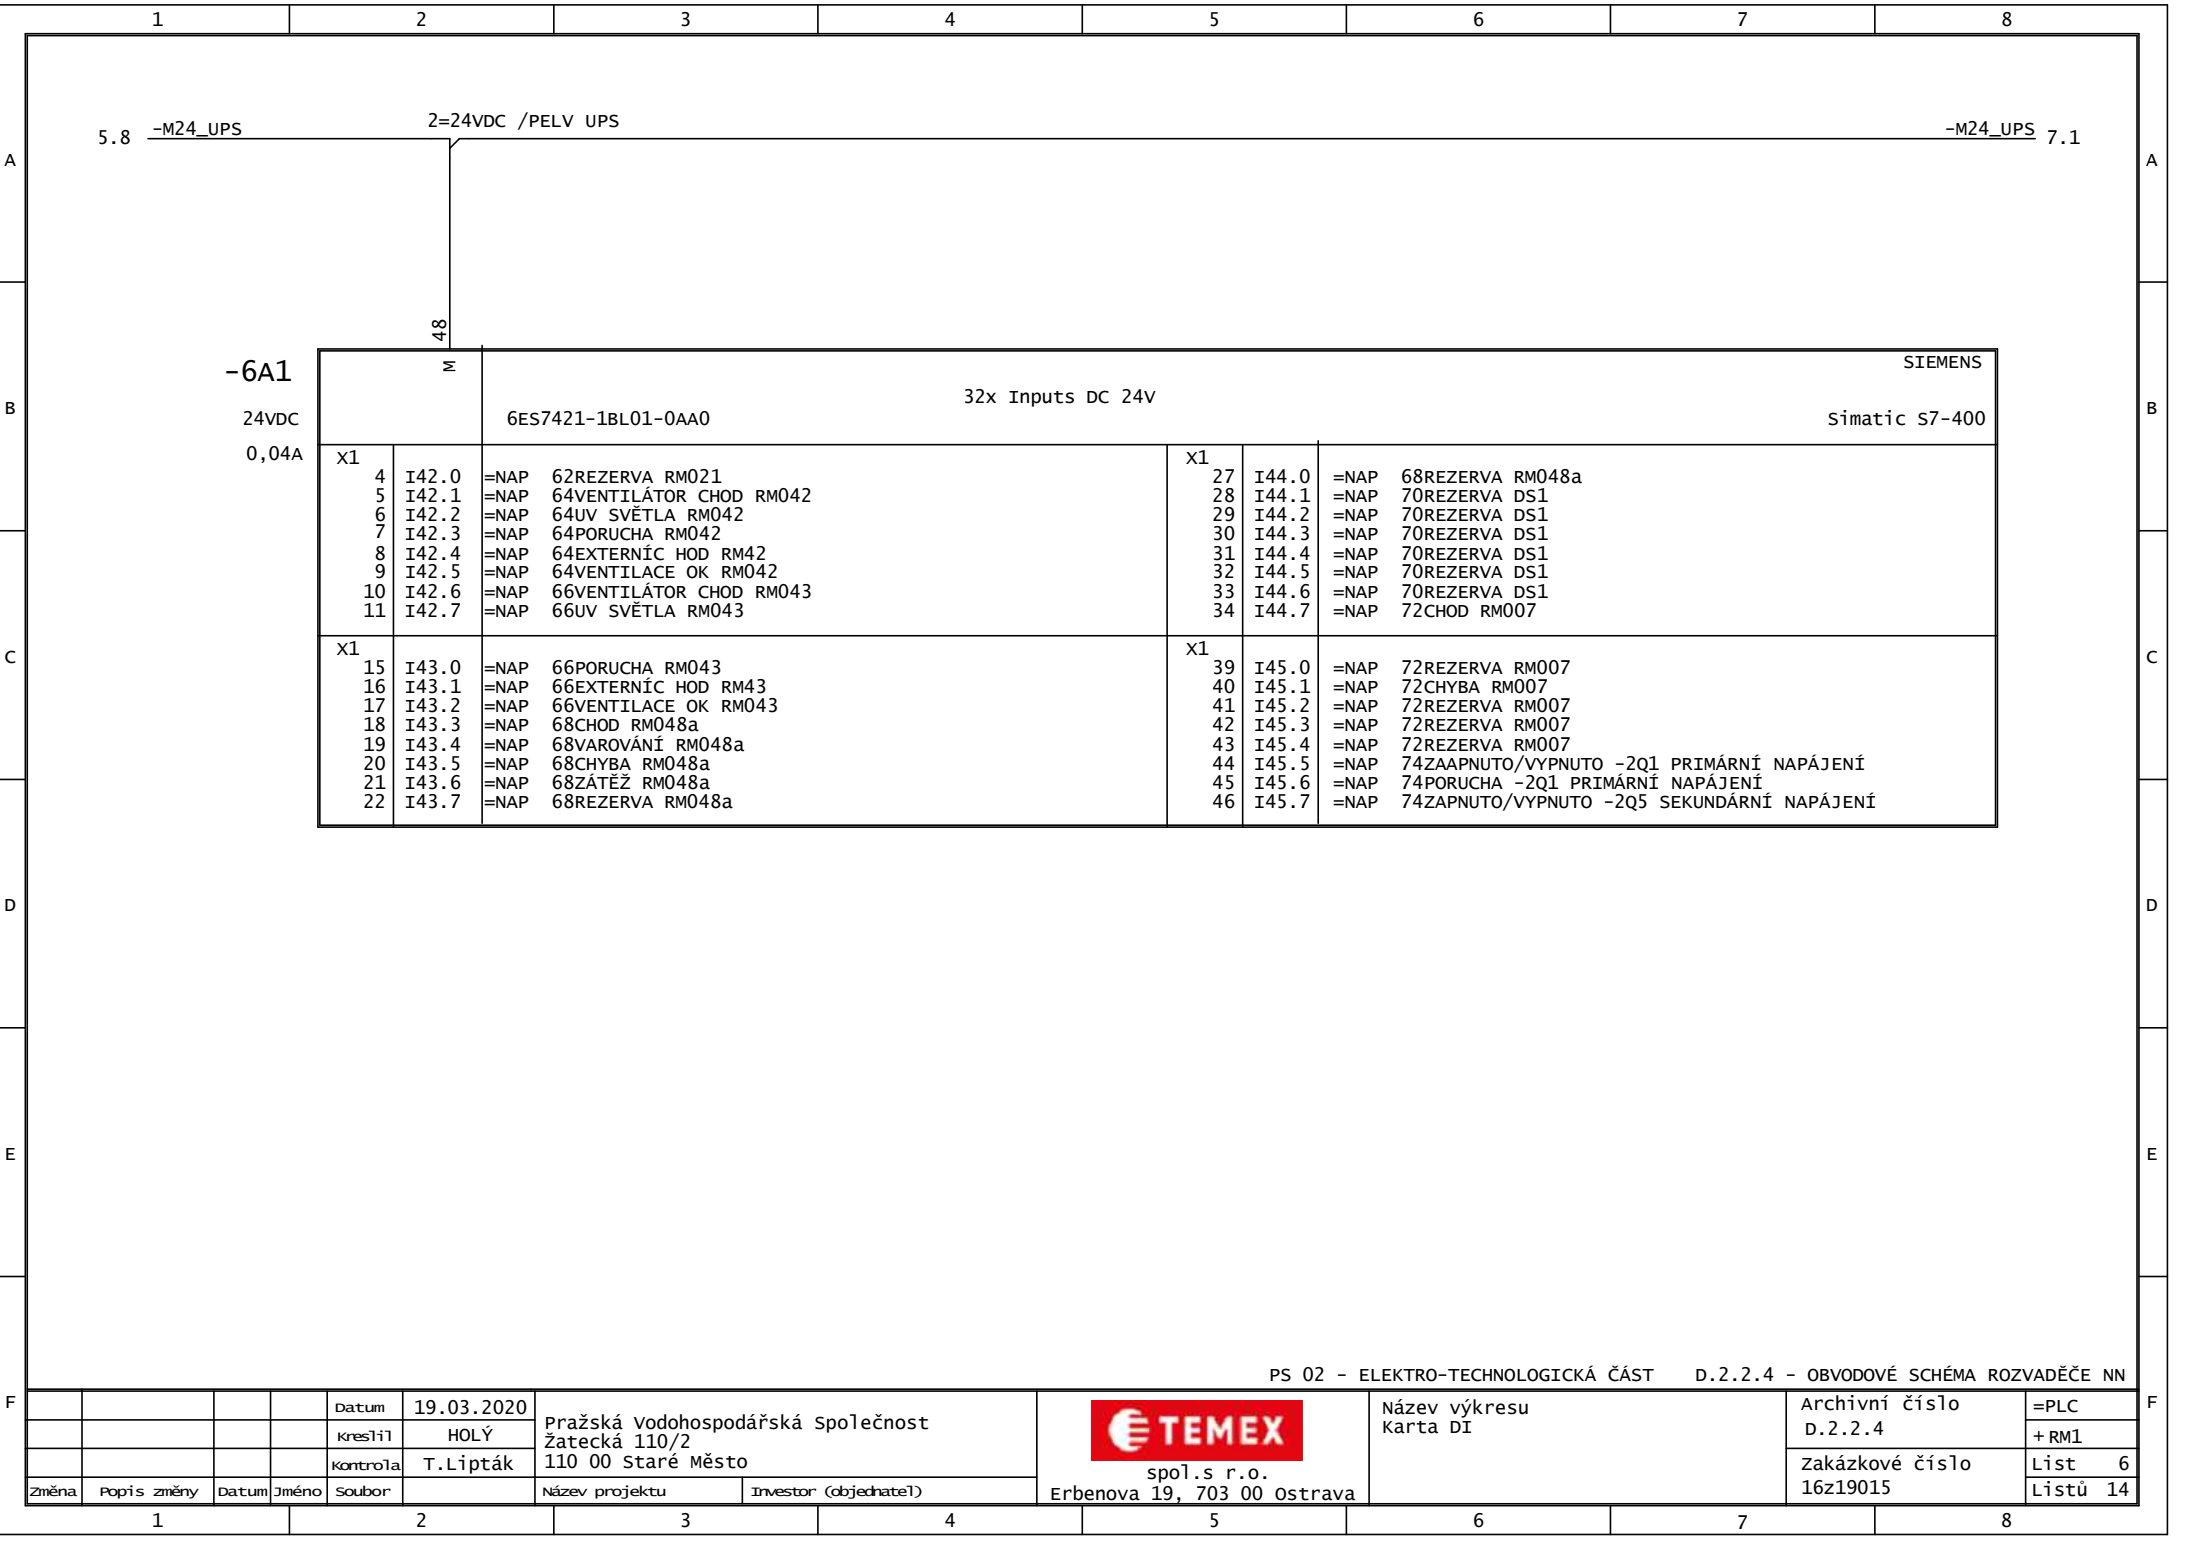 1 2 3 4 5 6 7 8
5.8 -M24_UPS 2=24VDC /PELV UPS -M24_UPS 7.1
A A
48
-6A1 M SIEMENS
32x Inputs DC 24V
B 24VDC 6ES7421-1BL01-0AA0 Simatic S7-400 B
0,04A
X1
4 I42.0 =NAP 62REZERVA RM021
5 I42.1 =NAP 64VENTILÁTOR CHOD RM042
6 I42.2 =NAP 64UV SVĚTLA RM042
7 I42.3 =NAP 64PORUCHA RM042
8 I42.4 =NAP 64EXTERNÍC HOD RM42
9 I42.5 =NAP 64VENTILACE OK RM042
10 I42.6 =NAP 66VENTILÁTOR CHOD RM043
11 I42.7 =NAP 66UV SVĚTLA RM043
X1
27 I44.0 =NAP 68REZERVA RM048a
28 I44.1 =NAP 70REZERVA DS1
29 I44.2 =NAP 70REZERVA DS1
30 I44.3 =NAP 70REZERVA DS1
31 I44.4 =NAP 70REZERVA DS1
32 I44.5 =NAP 70REZERVA DS1
33 I44.6 =NAP 70REZERVA DS1
34 I44.7 =NAP 72CHOD RM007
C C
X1
15 I43.0 =NAP 66PORUCHA RM043
16 I43.1 =NAP 66EXTERNÍC HOD RM43
17 I43.2 =NAP 66VENTILACE OK RM043
18 I43.3 =NAP 68CHOD RM048a
19 I43.4 =NAP 68VAROVÁNÍ RM048a
20 I43.5 =NAP 68CHYBA RM048a
21 I43.6 =NAP 68ZÁTĚŽ RM048a
22 I43.7 =NAP 68REZERVA RM048a
X1
39 I45.0 =NAP 72REZERVA RM007
40 I45.1 =NAP 72CHYBA RM007
41 I45.2 =NAP 72REZERVA RM007
42 I45.3 =NAP 72REZERVA RM007
43 I45.4 =NAP 72REZERVA RM007
44 I45.5 =NAP 74ZAAPNUTO/VYPNUTO -2Q1 PRIMÁRNÍ NAPÁJENÍ
45 I45.6 =NAP 74PORUCHA -2Q1 PRIMÁRNÍ NAPÁJENÍ
46 I45.7 =NAP 74ZAPNUTO/VYPNUTO -2Q5 SEKUNDÁRNÍ NAPÁJENÍ
D D
E E
PS 02 - ELEKTRO-TECHNOLOGICKÁ ČÁST D.2.2.4 - OBVODOVÉ SCHÉMA ROZVADĚČE NN
F F
Datum 19.03.2020
Kreslil HOLÝ
Kontrola T.Lipták
Změna Popis změny Datum Jméno Soubor
Pražská Vodohospodářská Společnost
Žatecká 110/2
110 00 Staré Město
Název projektu Investor (objednatel)
TEMEX
spol.s r.o.
Erbenova 19, 703 00 Ostrava
Název výkresu
Karta DI
Archivní číslo
D.2.2.4
Zakázkové číslo
16z19015
=PLC
+ RM1
List 6
Listů 14
1 2 3 4 5 6 7 8